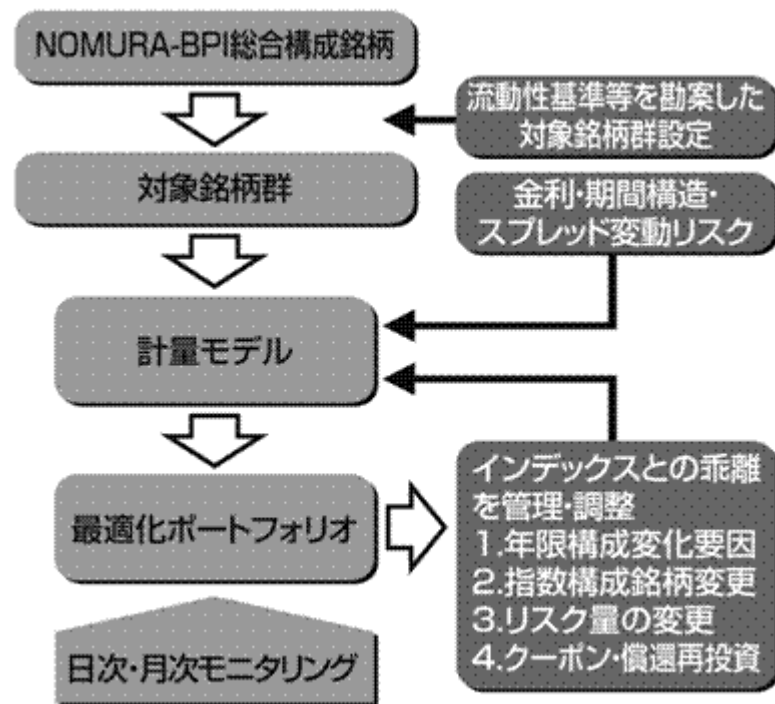 NOMURA-BPI総合構成銘柄
流動性基準等を勘案した
対象銘柄群設定
対象銘柄群
金利・期間構造・
スプレッド変動リスク
計量モデル
最適化ポートフォリオ
インデックスとの乖離
を管理・調整
1.年限構成変化要因
2.指数構成銘柄変更
3.リスク量の変更
4.クーポン・償還再投資
日次・月次モニタリング